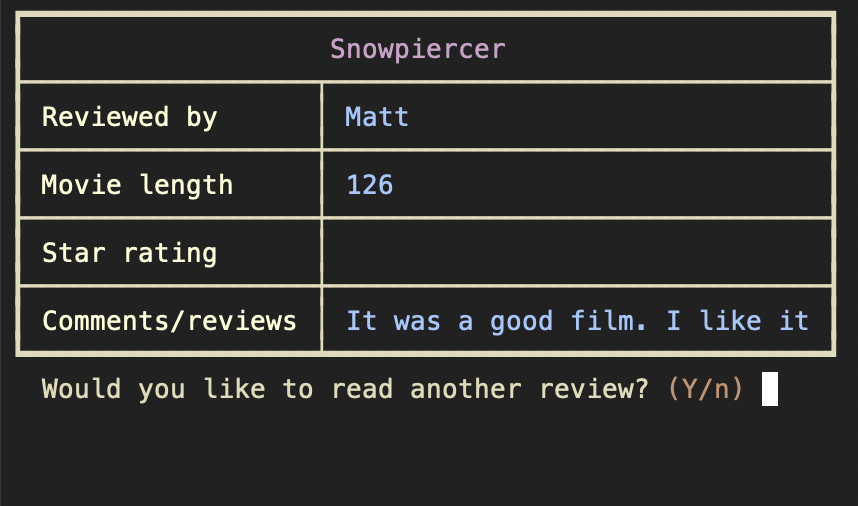 Snowpiercer
Reviewed by Matt
Movie length 126
Star rating
Comments/reviews It was a good film. I like it
Would you like to read another review? (Y/n)